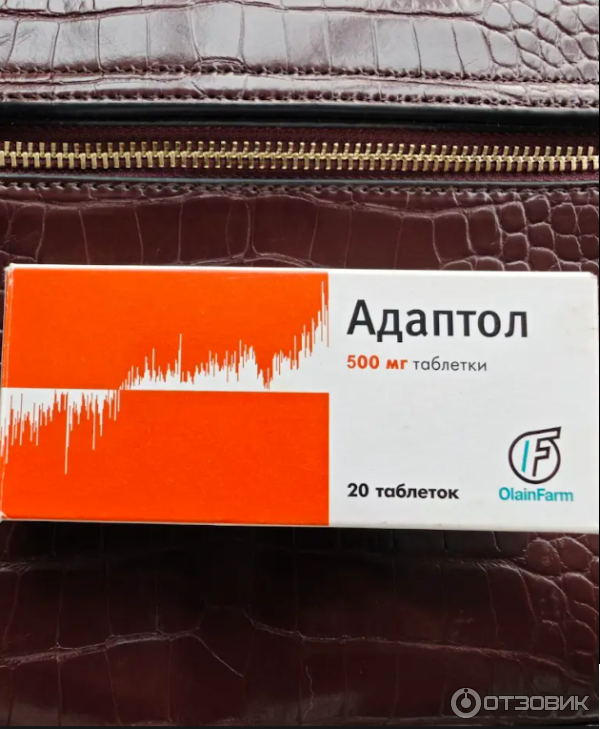 Адаптол
500 мг таблетки
20 таблеток
OlainFarm
ОТЗОВИК